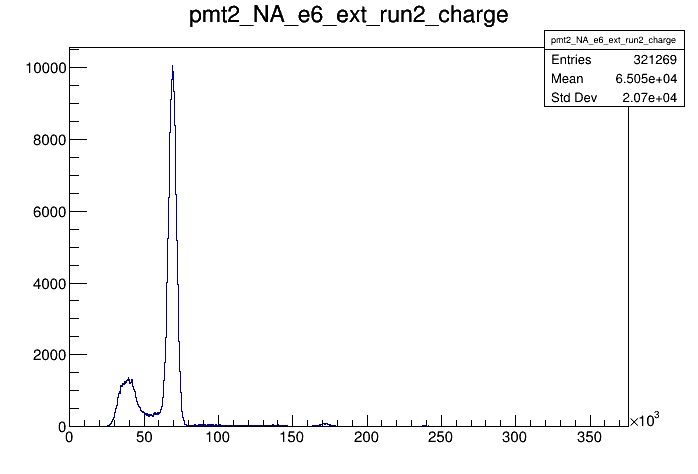 pmt2_NA_e6_ext_run2_charge
pmt2_NA_e6_ext_run2_charge
Entries 321269
Mean 6.505e+04
Std Dev 2.07e+04
10000
8000
6000
4000
2000
0
0 50 100 150 200 250 300 350 ×10³